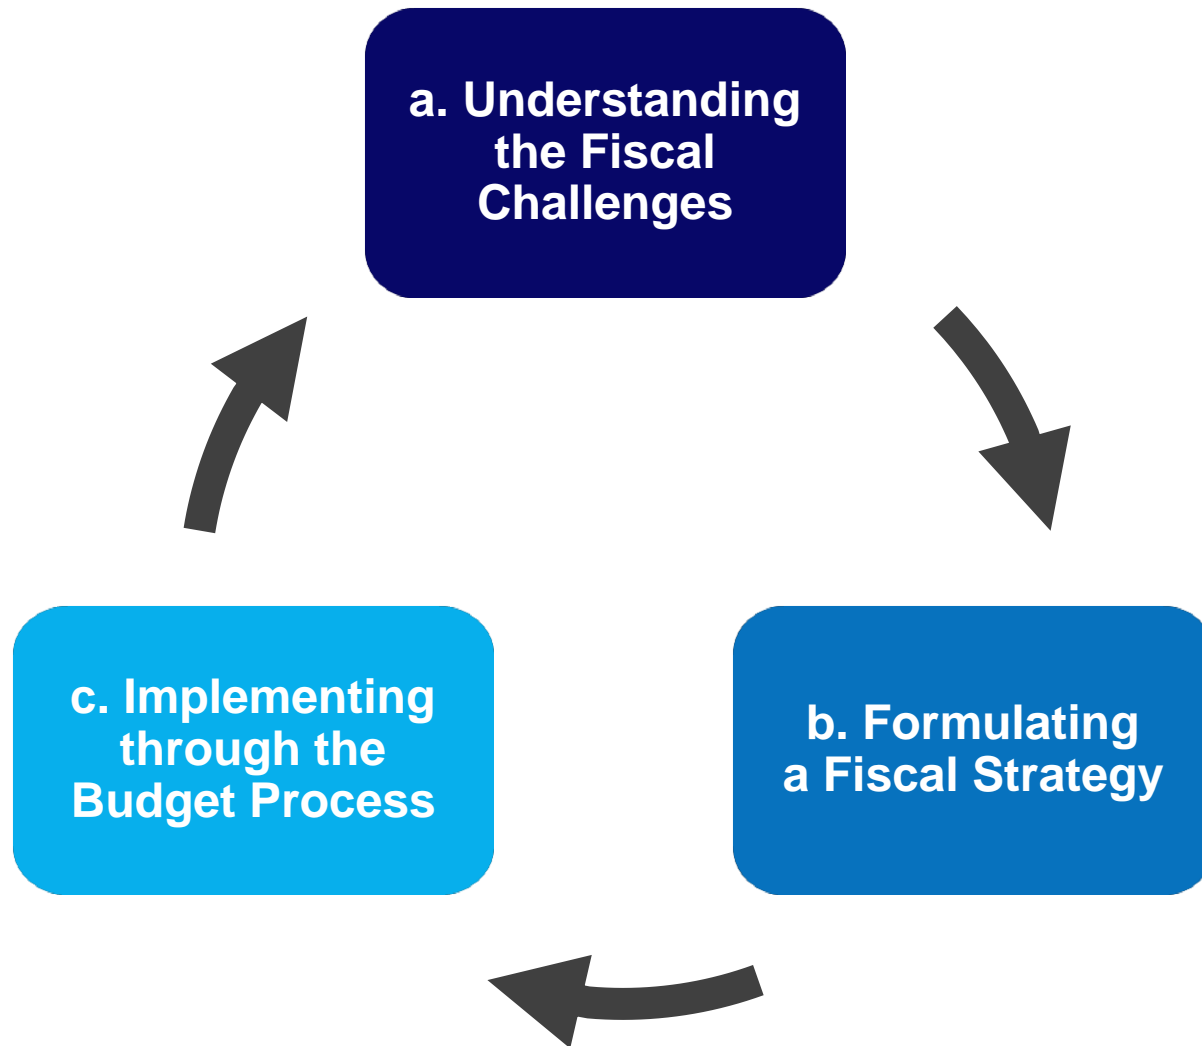 a. Understanding
the Fiscal
Challenges
b. Formulating
a Fiscal Strategy
c. Implementing
through the
Budget Process